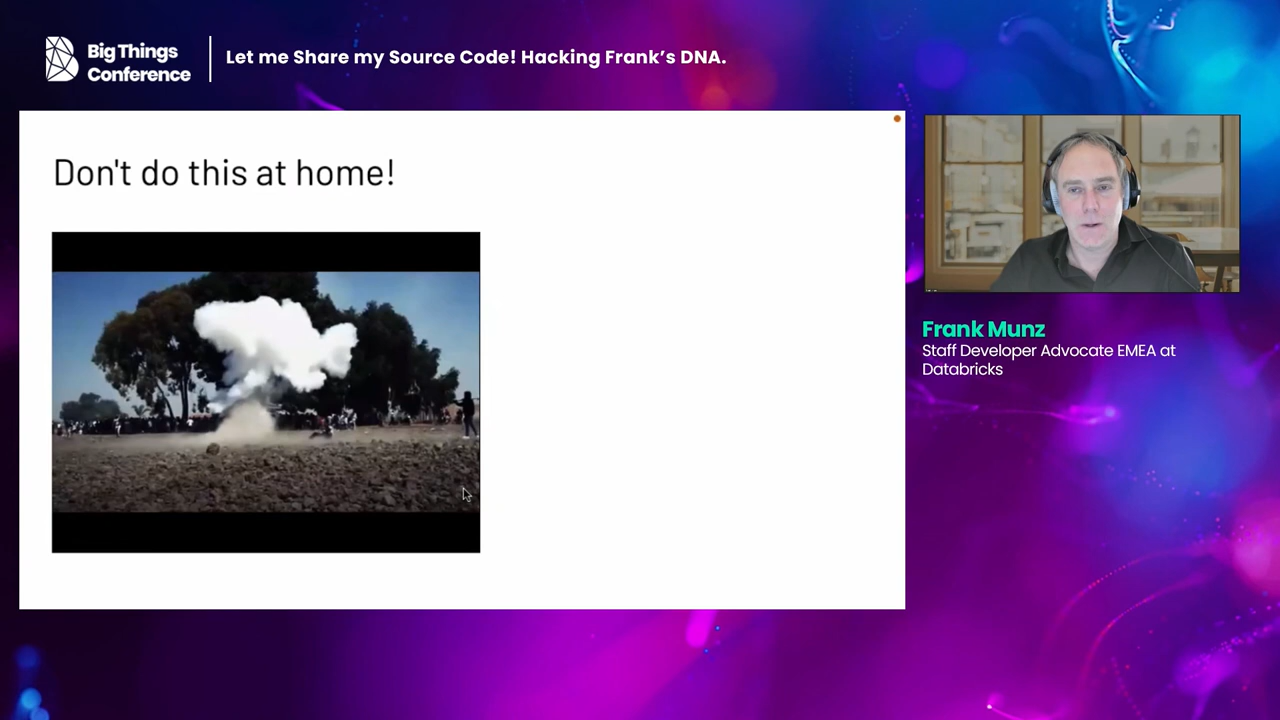 Big Things
Conference
Let me Share my Source Code! Hacking Frank's DNA.
Don't do this at home!
Frank Munz
Staff Developer Advocate EMEA at
Databricks